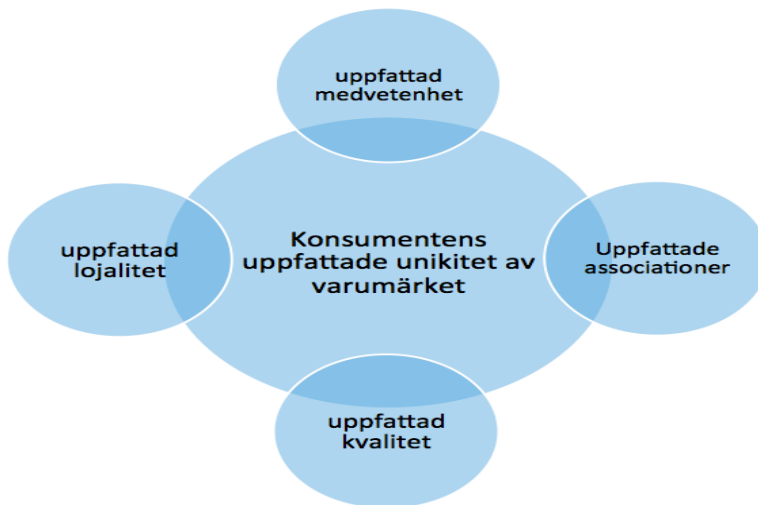 uppfattad
medvetenhet
uppfattad
lojalitet
Konsumentens
uppfattade unikitet av
varumärket
Uppfattade
associationer
uppfattad
kvalitet